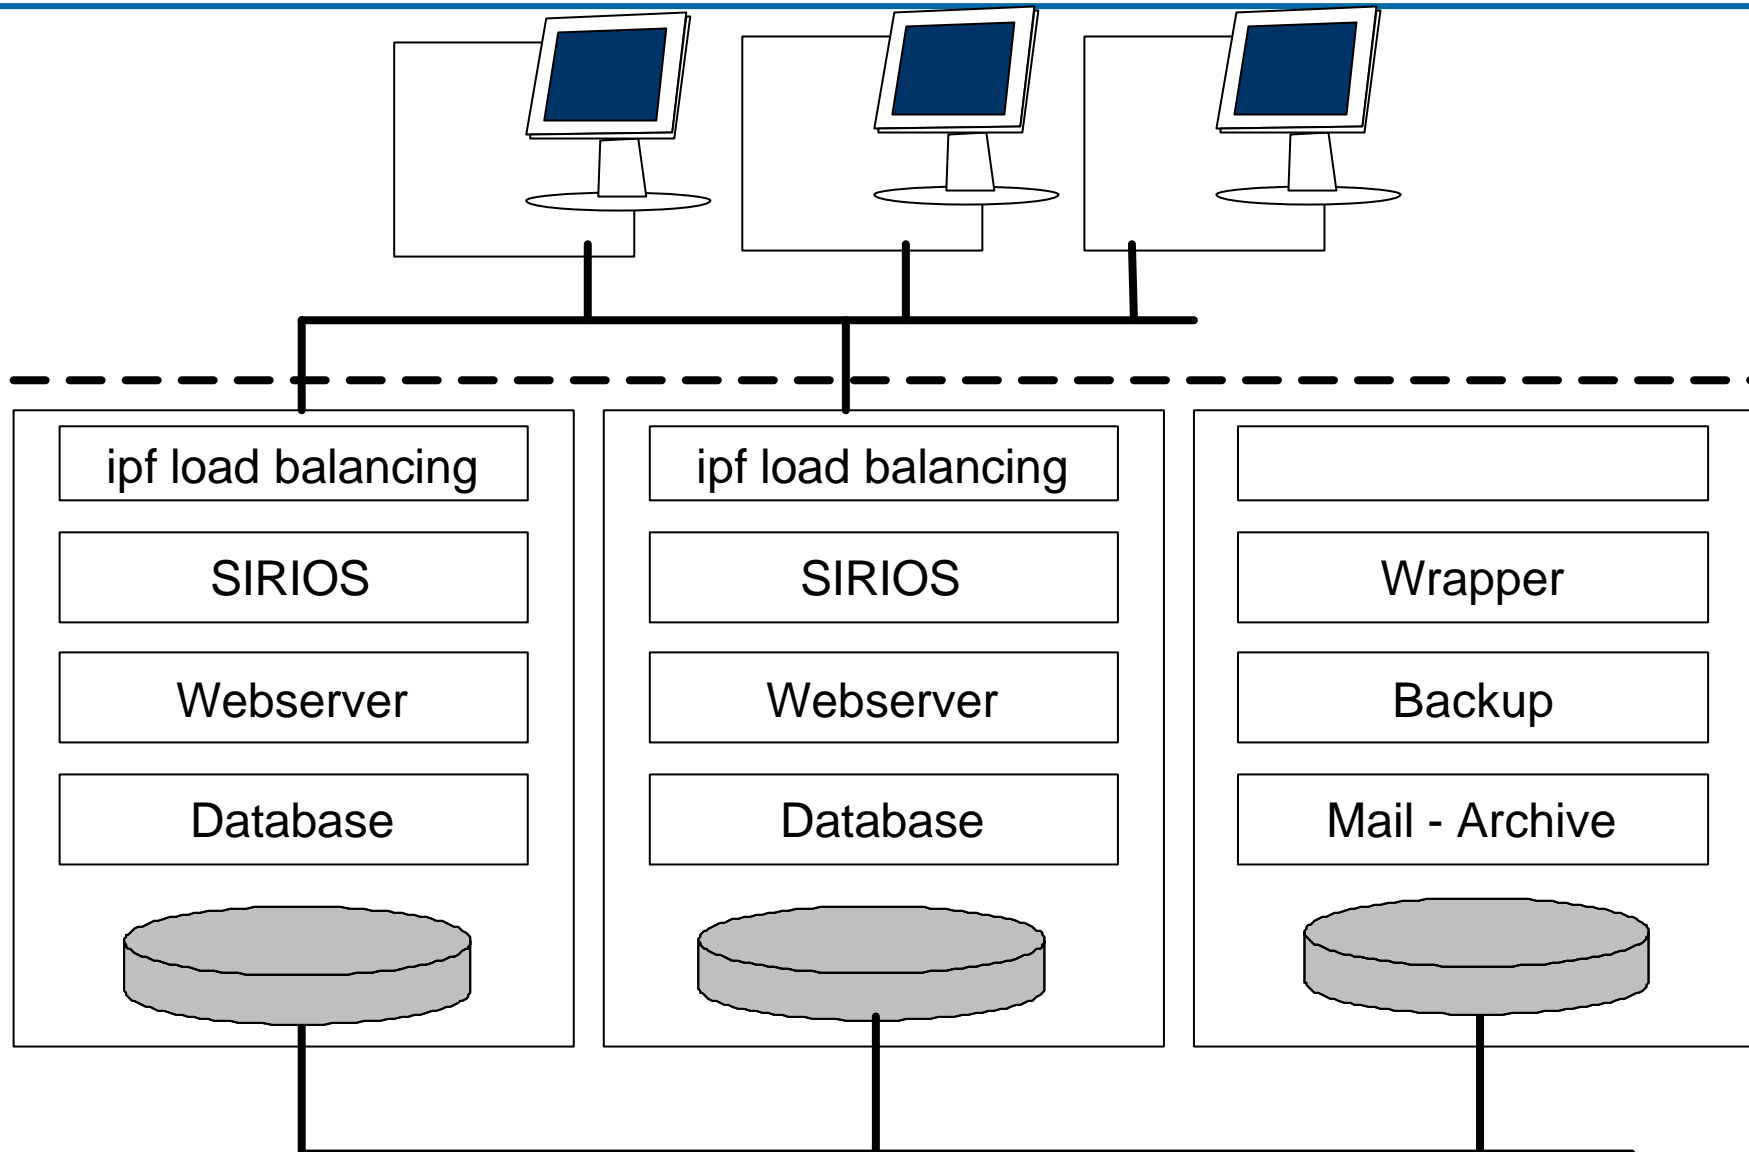 ipf load balancing
SIRIOS
Webserver
Database
ipf load balancing
SIRIOS
Webserver
Database
Wrapper
Backup
Mail - Archive